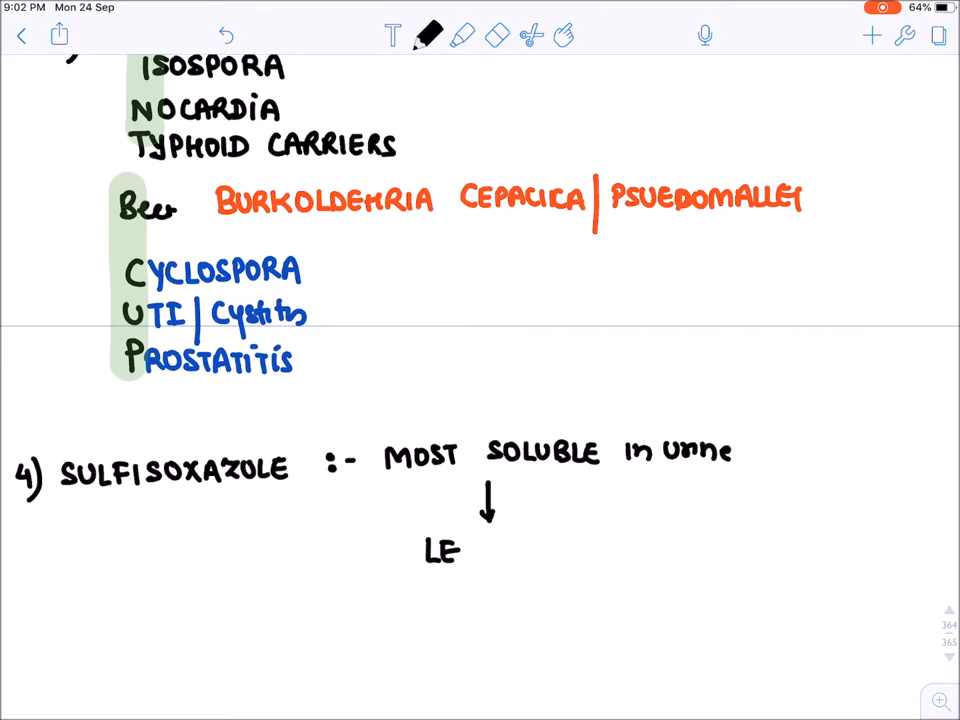 9:02 PM Mon 24 Sep 64%
ISOSPORA
NOCARDIA
TYPHOID CARRIERS
Beer BURKOLDEHRIA CEPACICA | PSUEDOMALLEI
CYCLOSPORA
UTI | Cystitis
PROSTATITIS
4) SULFISOXAZOLE :- MOST SOLUBLE in urine
↓
LE
364
365